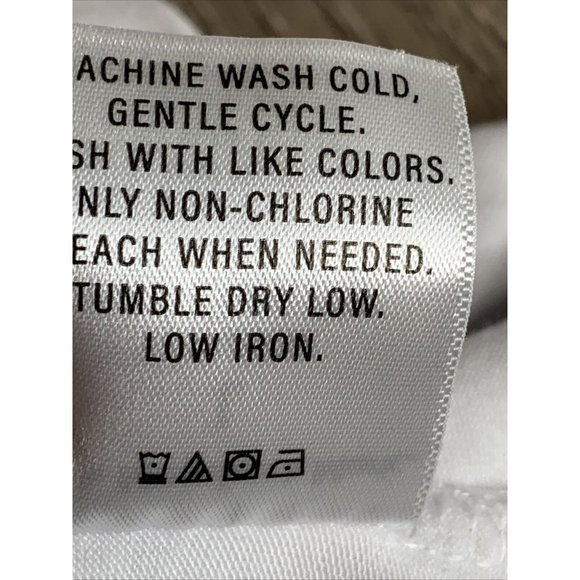 ACHINE WASH COLD,
GENTLE CYCLE.
SH WITH LIKE COLORS.
NLY NON-CHLORINE
EACH WHEN NEEDED.
TUMBLE DRY LOW.
LOW IRON.